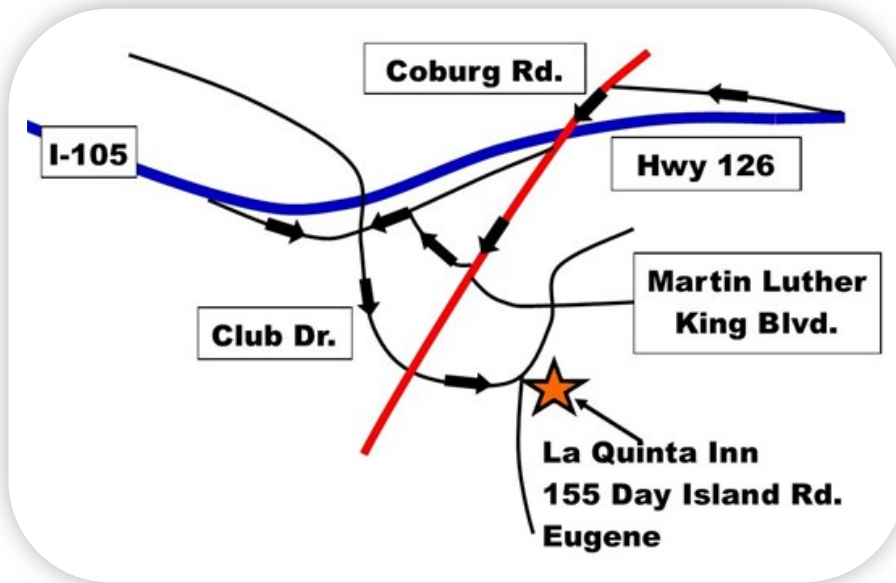 Coburg Rd.
I-105
Hwy 126
Martin Luther
King Blvd.
Club Dr.
La Quinta Inn
155 Day Island Rd.
Eugene